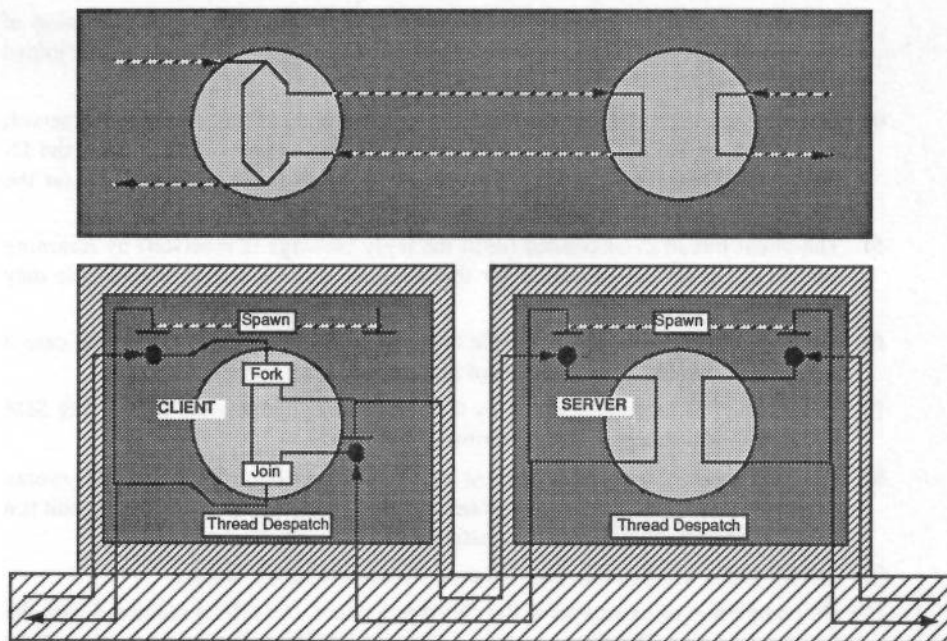 Spawn
Fork
CLIENT
Join
Thread Despatch
Spawn
SERVER
Thread Despatch